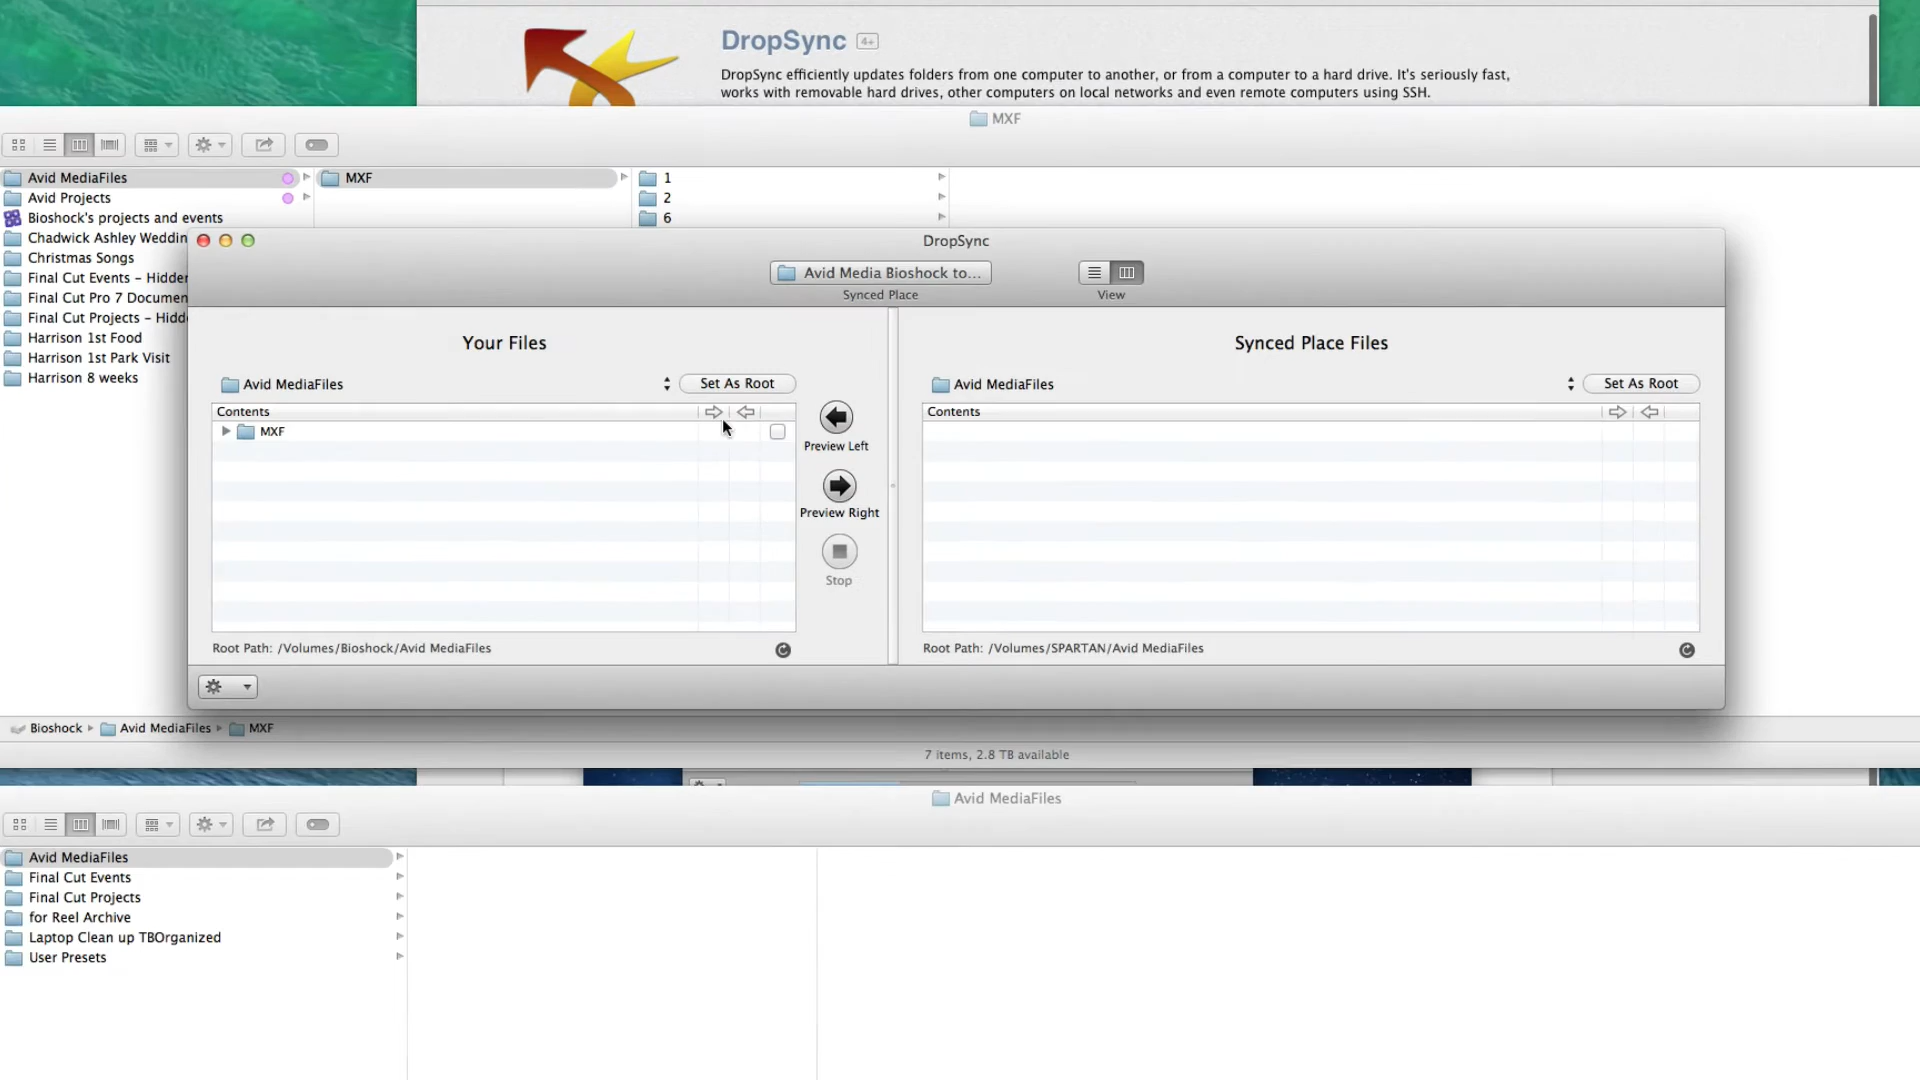 DropSync 4+
DropSync efficiently updates folders from one computer to another, or from a computer to a hard drive. It's seriously fast,
works with removable hard drives, other computers on local networks and even remote computers using SSH.
MXF
Avid MediaFiles
MXF
1
Avid Projects
2
Bioshock's projects and events
6
Chadwick Ashley Weddin
Christmas Songs
Final Cut Events – Hidder
Final Cut Pro 7 Documen
Final Cut Projects – Hidde
Harrison 1st Food
Harrison 1st Park Visit
Harrison 8 weeks
DropSync
Avid Media Bioshock to...
Synced Place
View
Your Files
Synced Place Files
Avid MediaFiles
Set As Root
Avid MediaFiles
Set As Root
Contents
Contents
MXF
Preview Left
Preview Right
Stop
Root Path: /Volumes/Bioshock/Avid MediaFiles
Root Path: /Volumes/SPARTAN/Avid MediaFiles
Bioshock
Avid MediaFiles
MXF
7 items, 2.8 TB available
Avid MediaFiles
Avid MediaFiles
Final Cut Events
Final Cut Projects
for Reel Archive
Laptop Clean up TBOrganized
User Presets